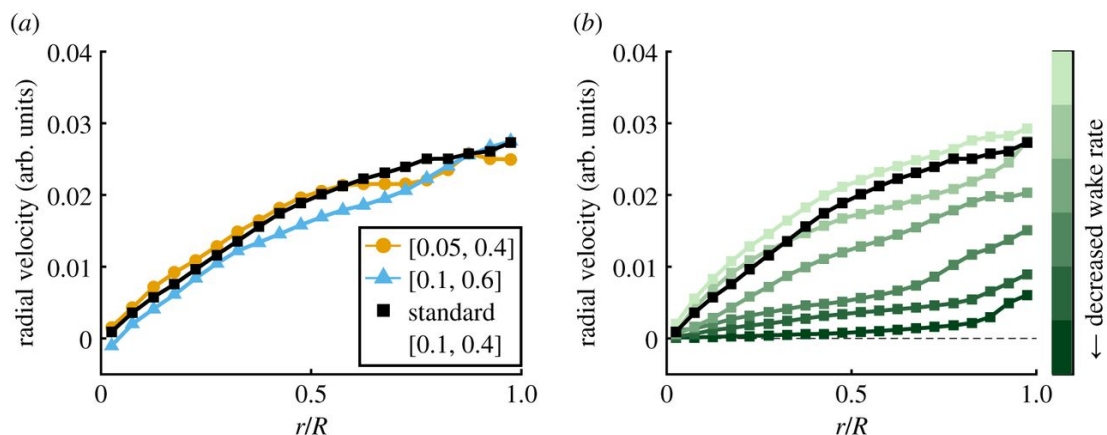 (a)
0.04
0.03
0.02
0.01
0
radial velocity (arb. units)
[0.05, 0.4]
[0.1, 0.6]
standard
[0.1, 0.4]
0
0.5
1.0
r/R
(b)
0.04
0.03
0.02
0.01
0
radial velocity (arb. units)
0
0.5
1.0
r/R
← decreased wake rate